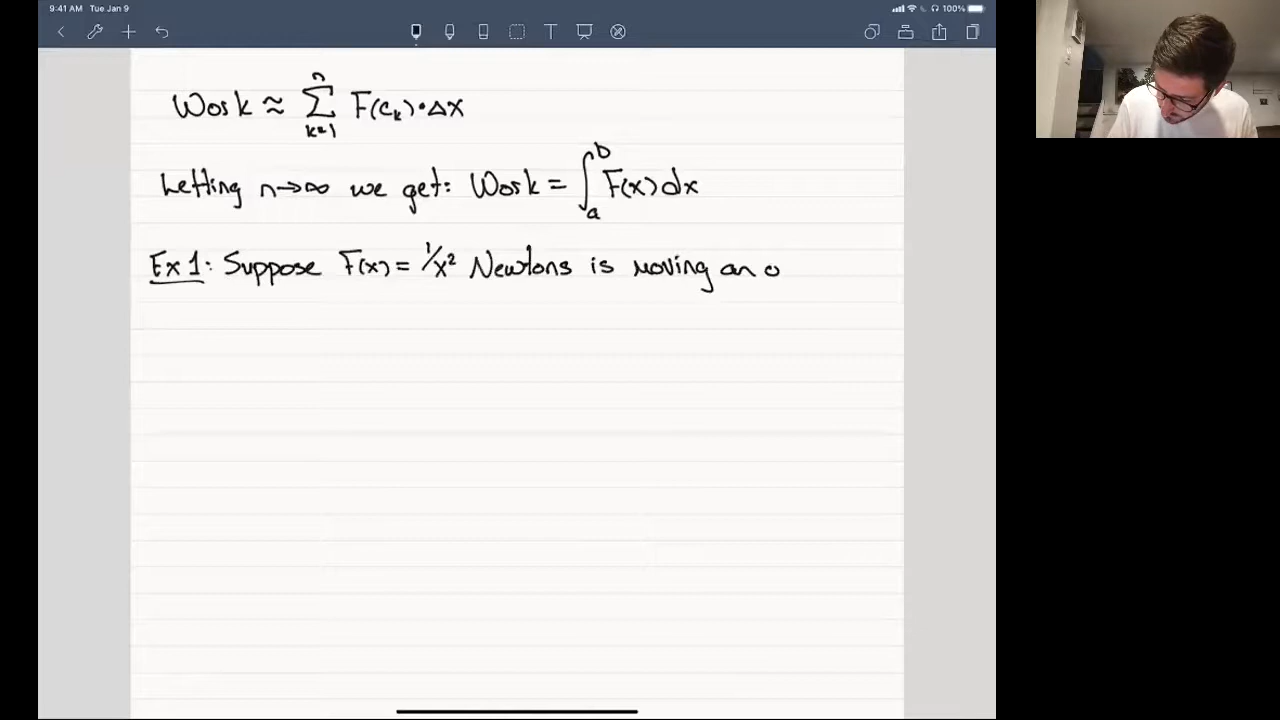 9:41 AM Tue Jan 9
100%
Work ≈ ∑_{k=1}^{n} F(c_k)·Δx
Letting n→∞ we get: Work = ∫_a^b F(x)dx
Ex 1: Suppose F(x) = 1/x² Newtons is moving an o